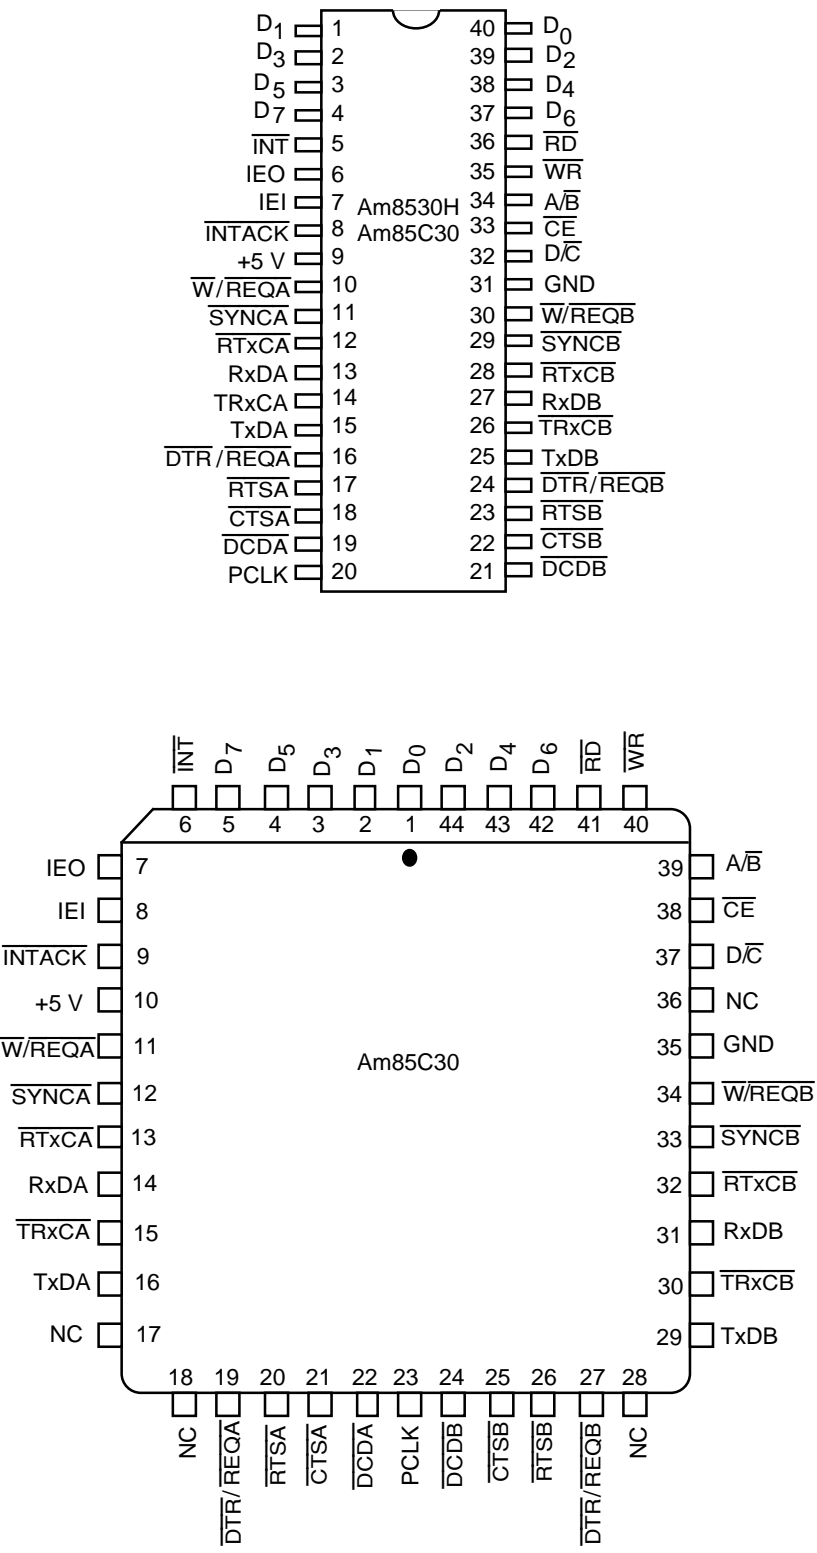 D1 1 40 D0
D3 2 39 D2
D5 3 38 D4
D7 4 37 D6
INT 5 36 RD
IEO 6 35 WR
IEI 7 Am8530H 34 A/B
INTACK 8 Am85C30 33 CE
+5 V 9 32 D/C
W/REQA 10 31 GND
SYNCA 11 30 W/REQB
RTxCA 12 29 SYNCB
RxDA 13 28 RTxCB
TRxCA 14 27 RxDB
TxDA 15 26 TRxCB
DTR/REQA 16 25 TxDB
RTSA 17 24 DTR/REQB
CTSA 18 23 RTSB
DCDA 19 22 CTSB
PCLK 20 21 DCDB
INT D7 D5 D3 D1 D0 D2 D4 D6 RD WR
6 5 4 3 2 1 44 43 42 41 40
IEO 7 39 A/B
IEI 8 38 CE
INTACK 9 37 D/C
+5 V 10 36 NC
W/REQA 11 35 GND
Am85C30
SYNCA 12 34 W/REQB
RTxCA 13 33 SYNCB
RxDA 14 32 RTxCB
TRxCA 15 31 RxDB
TxDA 16 30 TRxCB
NC 17 29 TxDB
18 19 20 21 22 23 24 25 26 27 28
NC DTR/REQA RTSA CTSA DCDA PCLK DCDB CTSB RTSB DTR/REQB NC